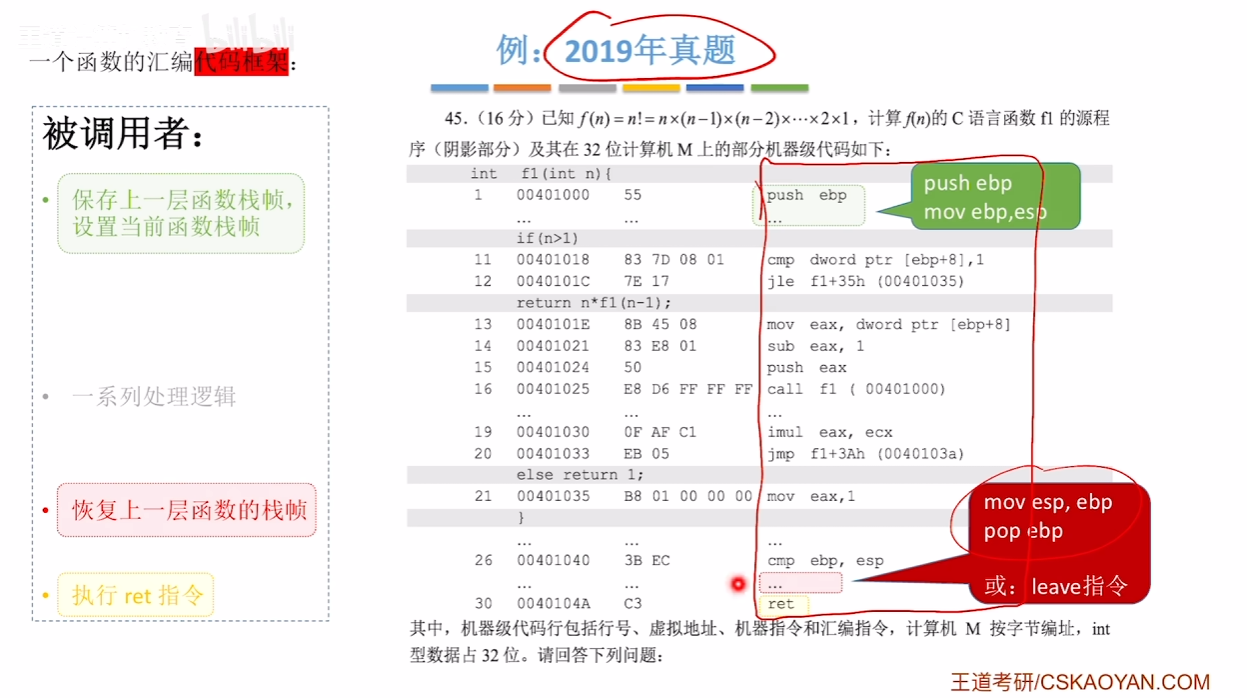 bilibili
一个函数的汇编代码框架：
被调用者：
• 保存上一层函数栈帧，
设置当前函数栈帧
• 一系列处理逻辑
• 恢复上一层函数的栈帧
• 执行 ret 指令
例：2019年真题
45.（16 分）已知 f(n) = n! = n×(n−1)×(n−2)×⋯×2×1，计算 f(n)的 C 语言函数 f1 的源程
序（阴影部分）及其在 32 位计算机 M 上的部分机器级代码如下：
int f1(int n){
1 00401000 55 push ebp
... ... ...
if(n>1)
11 00401018 83 7D 08 01 cmp dword ptr [ebp+8],1
12 0040101C 7E 17 jle f1+35h (00401035)
return n*f1(n-1);
13 0040101E 8B 45 08 mov eax, dword ptr [ebp+8]
14 00401021 83 E8 01 sub eax, 1
15 00401024 50 push eax
16 00401025 E8 D6 FF FF FF call f1 ( 00401000)
... ... ...
19 00401030 0F AF C1 imul eax, ecx
20 00401033 EB 05 jmp f1+3Ah (0040103a)
else return 1;
21 00401035 B8 01 00 00 00 mov eax,1
}
... ... ...
26 00401040 3B EC cmp ebp, esp
... ... ...
30 0040104A C3 ret
push ebp
mov ebp,esp
mov esp, ebp
pop ebp
或：leave指令
其中，机器级代码行包括行号、虚拟地址、机器指令和汇编指令，计算机 M 按字节编址，int
型数据占 32 位。请回答下列问题：
王道考研/CSKAOYAN.COM